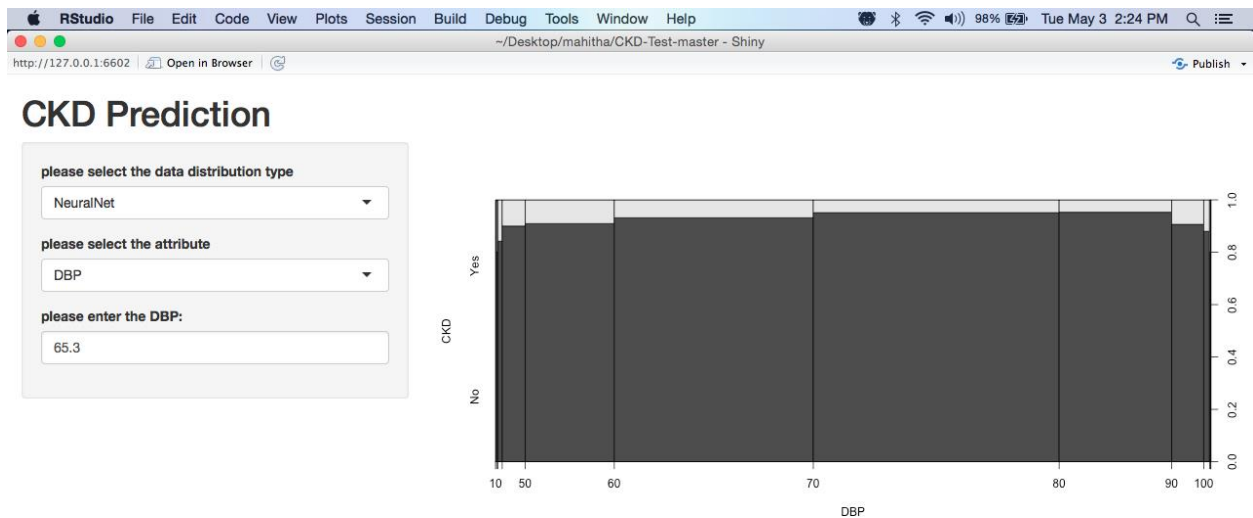 RStudio File Edit Code View Plots Session Build Debug Tools Window Help 98% Tue May 3 2:24 PM
~/Desktop/mahitha/CKD-Test-master - Shiny
http://127.0.0.1:6602 Open in Browser Publish
CKD Prediction
please select the data distribution type
NeuralNet
please select the attribute
DBP
please enter the DBP:
65.3
CKD
Yes
No
1.0
0.8
0.6
0.4
0.2
0.0
10 50 60 70 80 90 100
DBP